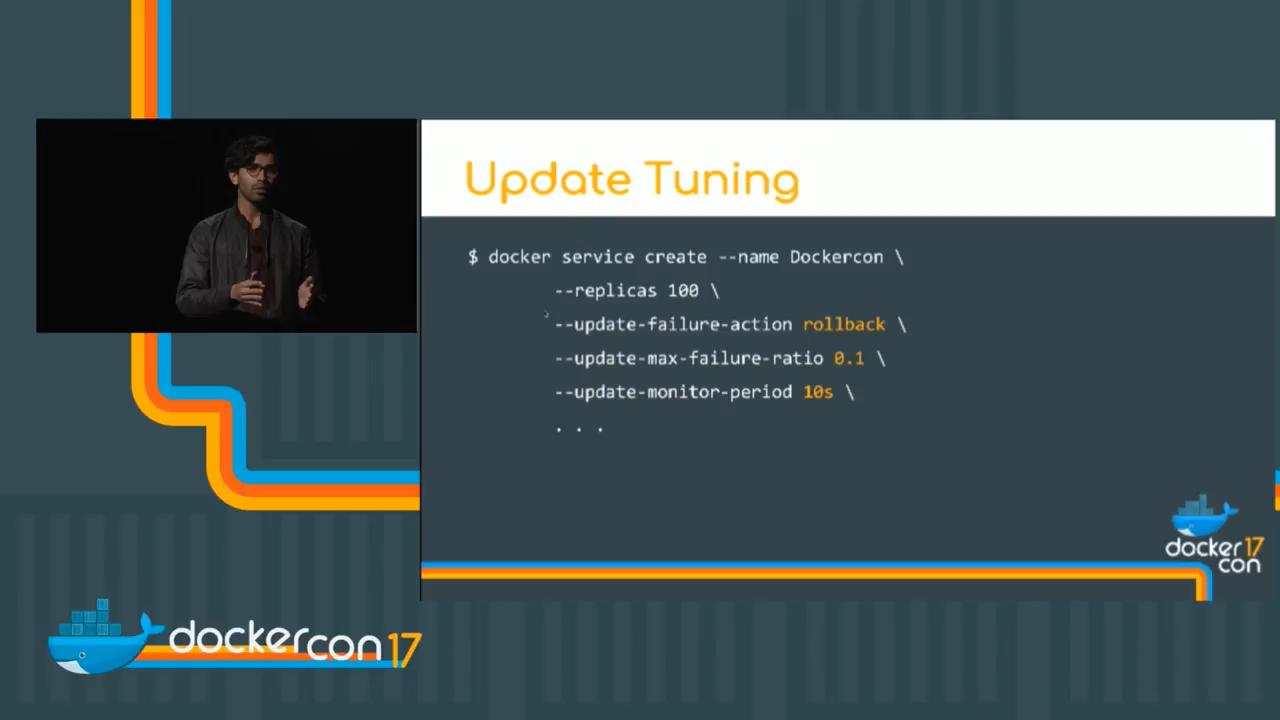 Update Tuning
$ docker service create --name Dockercon \
--replicas 100 \
--update-failure-action rollback \
--update-max-failure-ratio 0.1 \
--update-monitor-period 10s \
. . .
docker 17
con
dockercon 17